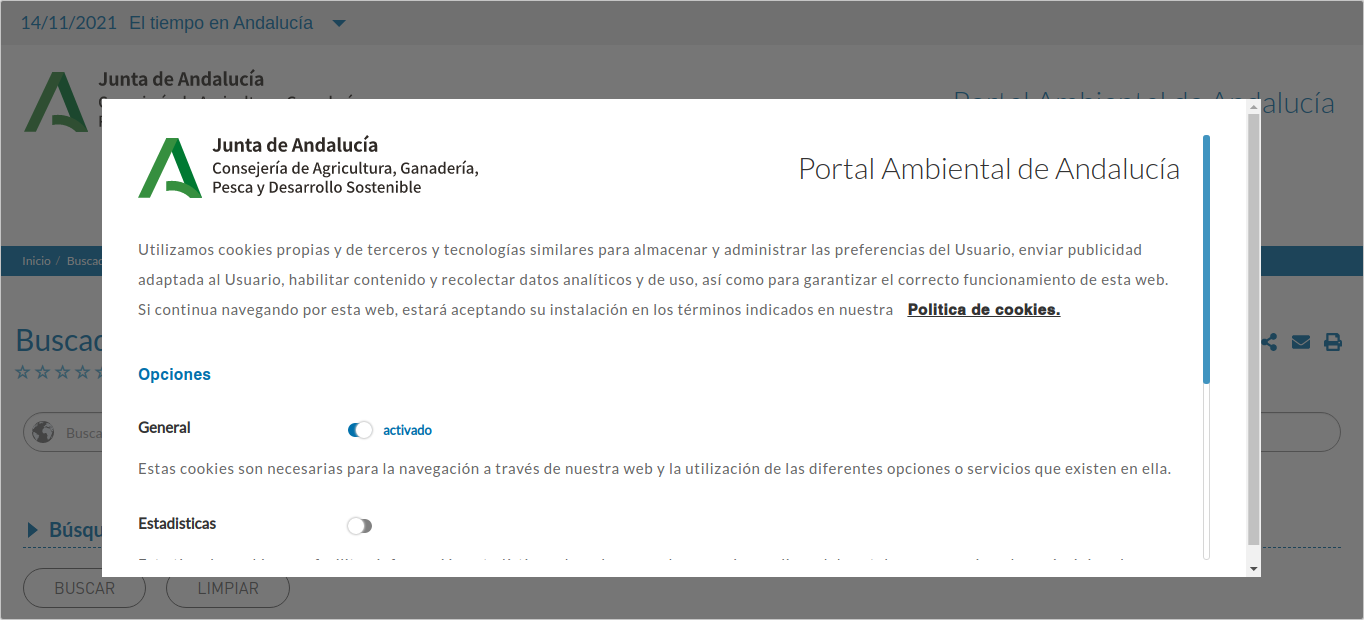 14/11/2021 El tiempo en Andalucía
Junta de Andalucía
Portal Ambiental de Andalucía
Junta de Andalucía
Consejería de Agricultura, Ganadería,
Pesca y Desarrollo Sostenible
Portal Ambiental de Andalucía
Utilizamos cookies propias y de terceros y tecnologías similares para almacenar y administrar las preferencias del Usuario, enviar publicidad
adaptada al Usuario, habilitar contenido y recolectar datos analíticos y de uso, así como para garantizar el correcto funcionamiento de esta web.
Si continua navegando por esta web, estará aceptando su instalación en los términos indicados en nuestra Politica de cookies.
Inicio / Buscad
Buscad
Opciones
Busca
General activado
Estas cookies son necesarias para la navegación a través de nuestra web y la utilización de las diferentes opciones o servicios que existen en ella.
Estadisticas
Búsqu
BUSCAR LIMPIAR